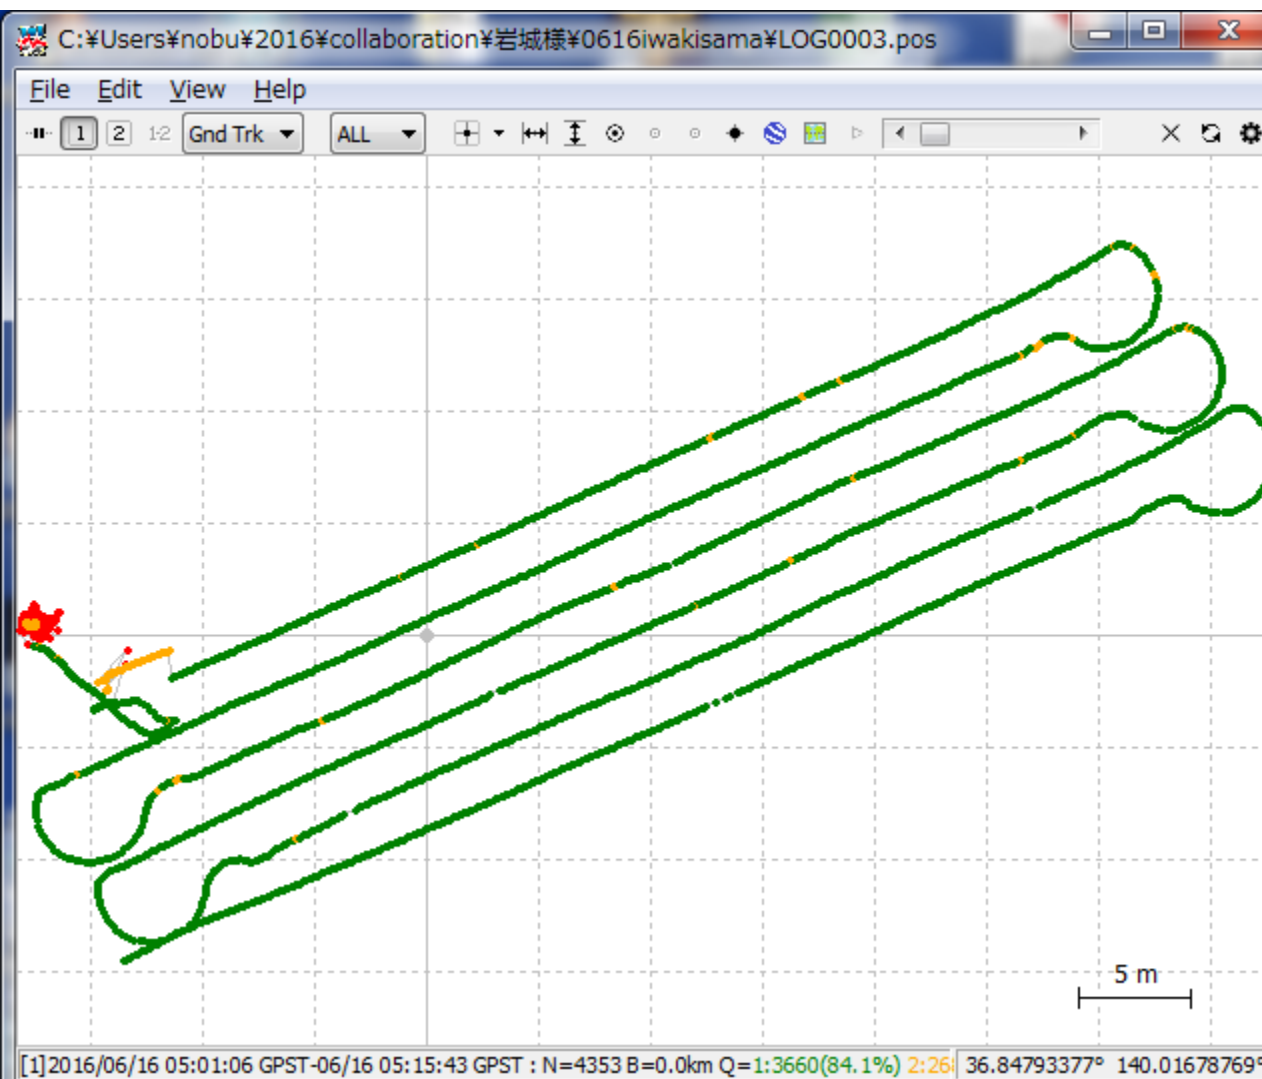 C:¥Users¥nobu¥2016¥collaboration¥岩城様¥0616iwakisama¥LOG0003.pos
File Edit View Help
1 2 1-2 Gnd Trk ALL
5 m
[1]2016/06/16 05:01:06 GPST-06/16 05:15:43 GPST : N=4353 B=0.0km Q=1:3660(84.1%) 2:26 36.84793377° 140.01678769°